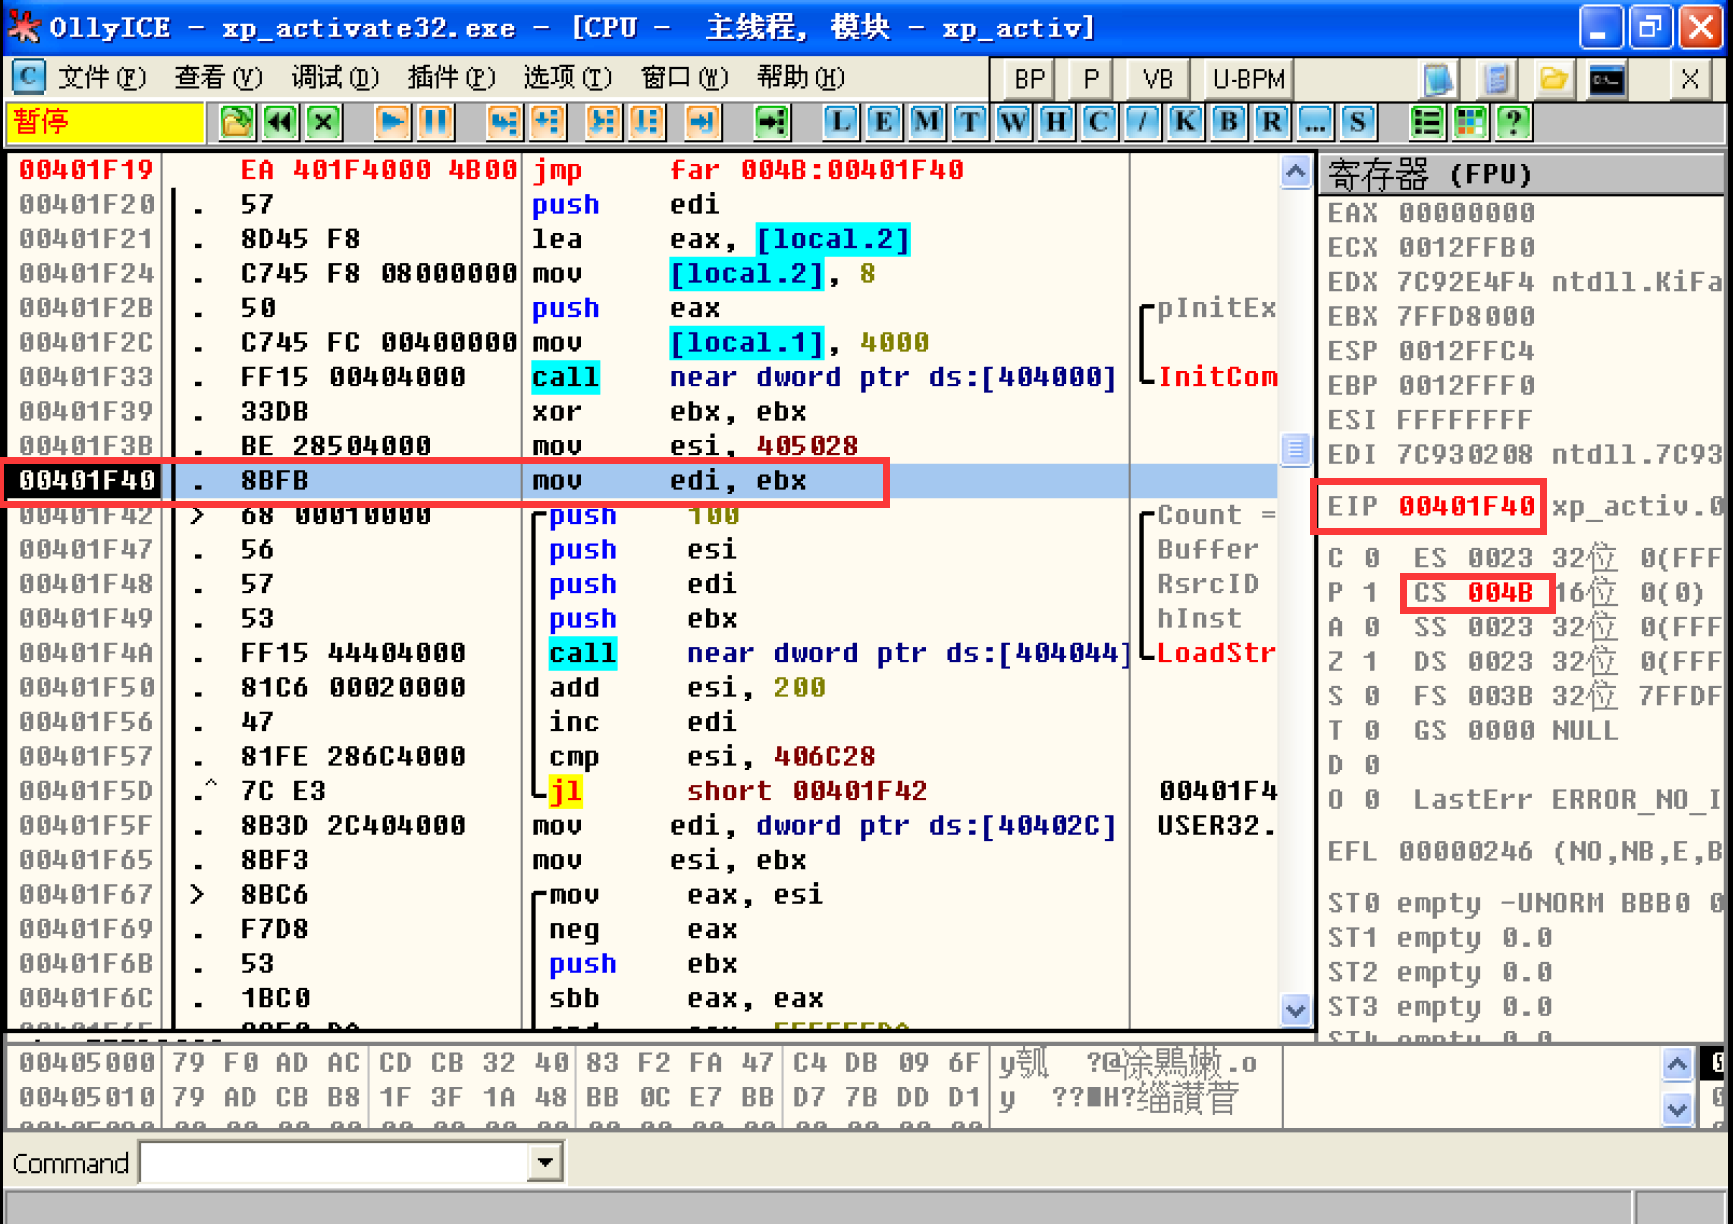 OllyICE - xp_activate32.exe - [CPU - 主线程, 模块 - xp_activ]
C 文件(F) 查看(V) 调试(D) 插件(P) 选项(T) 窗口(W) 帮助(H) BP P VB U-BPM X
暂停 L E M T W H C / K B R ... S ?
00401F19 EA 401F4000 4B00 jmp far 004B:00401F40
00401F20 . 57 push edi
00401F21 . 8D45 F8 lea eax, [local.2]
00401F24 . C745 F8 08000000 mov [local.2], 8
00401F2B . 50 push eax pInitEx
00401F2C . C745 FC 00400000 mov [local.1], 4000
00401F33 . FF15 00404000 call near dword ptr ds:[404000] InitCom
00401F39 . 33DB xor ebx, ebx
00401F3B . BE 28504000 mov esi, 405028
00401F40 . 8BFB mov edi, ebx
00401F42 > 68 00010000 push 100 Count =
00401F47 . 56 push esi Buffer
00401F48 . 57 push edi RsrcID
00401F49 . 53 push ebx hInst
00401F4A . FF15 44404000 call near dword ptr ds:[404044] LoadStr
00401F50 . 81C6 00020000 add esi, 200
00401F56 . 47 inc edi
00401F57 . 81FE 286C4000 cmp esi, 406C28
00401F5D .^ 7C E3 jl short 00401F42 00401F4
00401F5F . 8B3D 2C404000 mov edi, dword ptr ds:[40402C] USER32.
00401F65 . 8BF3 mov esi, ebx
00401F67 > 8BC6 mov eax, esi
00401F69 . F7D8 neg eax
00401F6B . 53 push ebx
00401F6C . 1BC0 sbb eax, eax
寄存器 (FPU)
EAX 00000000
ECX 0012FFB0
EDX 7C92E4F4 ntdll.KiFa
EBX 7FFD8000
ESP 0012FFC4
EBP 0012FFF0
ESI FFFFFFFF
EDI 7C930208 ntdll.7C93
EIP 00401F40 xp_activ.0
C 0 ES 0023 32位 0(FFF
P 1 CS 004B 16位 0(0)
A 0 SS 0023 32位 0(FFF
Z 1 DS 0023 32位 0(FFF
S 0 FS 003B 32位 7FFDF
T 0 GS 0000 NULL
D 0
O 0 LastErr ERROR_NO_I
EFL 00000246 (NO,NB,E,B
ST0 empty -UNORM BBB0 0
ST1 empty 0.0
ST2 empty 0.0
ST3 empty 0.0
ST4 empty 0.0
00405000 79 F0 AD AC CD CB 32 40 83 F2 FA 47 C4 DB 09 6F y瓠 ?@涂鷶嫩.o
00405010 79 AD CB B8 1F 3F 1A 48 BB 0C E7 BB D7 7B DD D1 y ??■H?缁讃菅
Command